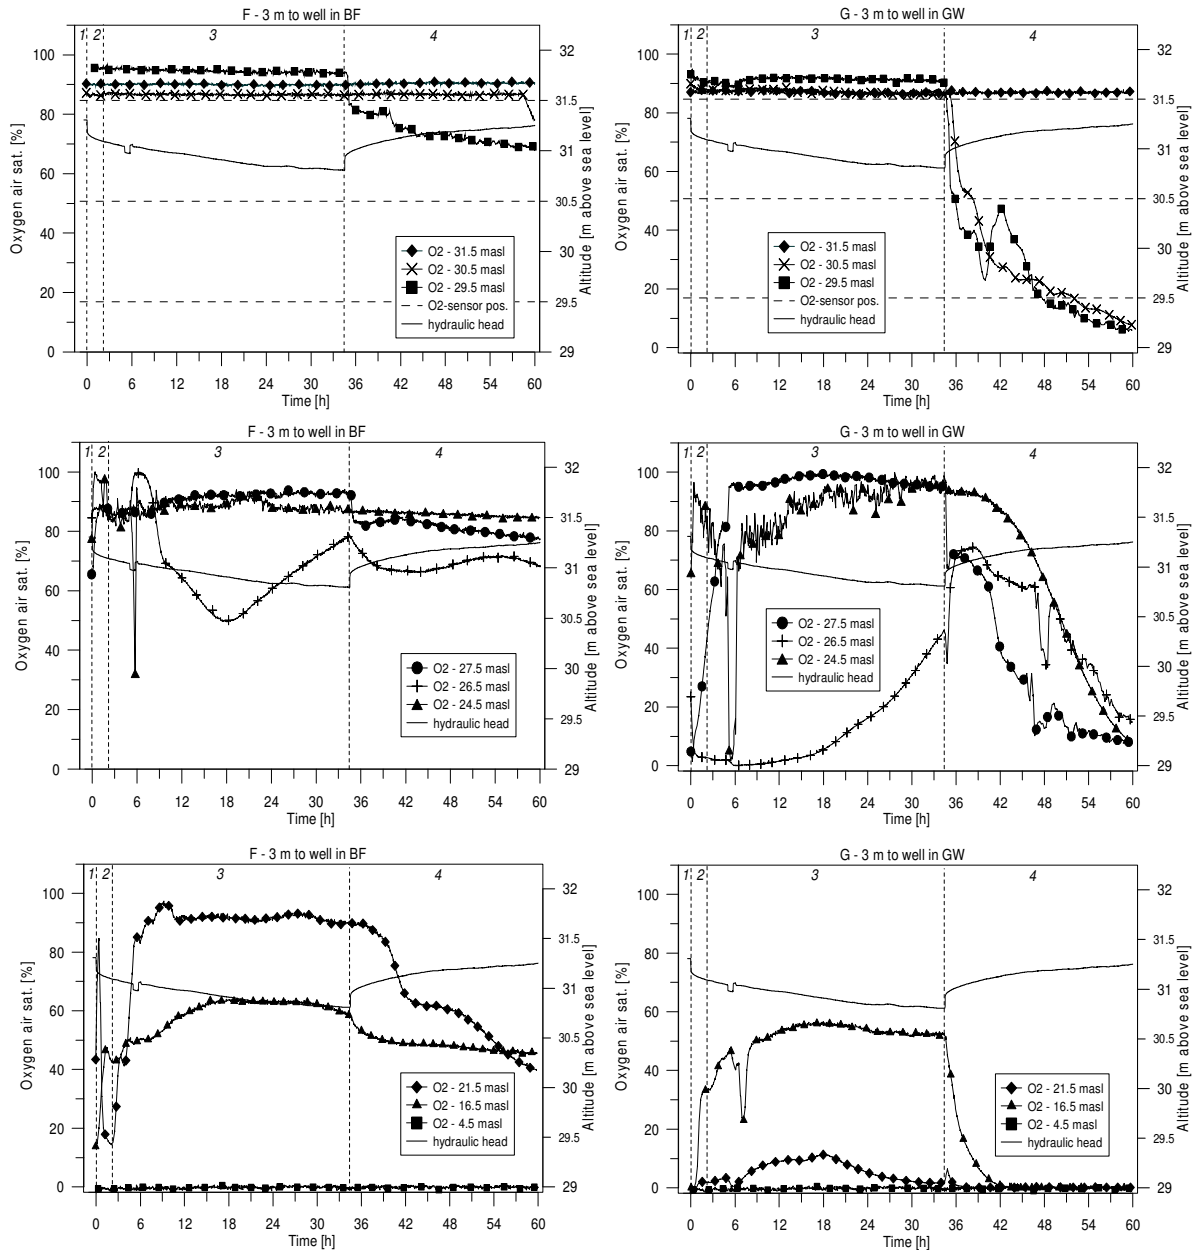 F - 3 m to well in BF
1 2 3 4
100
80
60
40
20
0
Oxygen air sat. [%]
32
31.5
31
30.5
30
29.5
29
Altitude [m above sea level]
O2 - 31.5 masl
O2 - 30.5 masl
O2 - 29.5 masl
O2-sensor pos.
hydraulic head
0 6 12 18 24 30 36 42 48 54 60
Time [h]
G - 3 m to well in GW
1 2 3 4
100
80
60
40
20
0
Oxygen air sat. [%]
32
31.5
31
30.5
30
29.5
29
Altitude [m above sea level]
O2 - 31.5 masl
O2 - 30.5 masl
O2 - 29.5 masl
O2-sensor pos.
hydraulic head
0 6 12 18 24 30 36 42 48 54 60
Time [h]
F - 3 m to well in BF
1 2 3 4
100
80
60
40
20
0
Oxygen air sat. [%]
32
31.5
31
30.5
30
29.5
29
Altitude [m above sea level]
O2 - 27.5 masl
O2 - 26.5 masl
O2 - 24.5 masl
hydraulic head
0 6 12 18 24 30 36 42 48 54 60
Time [h]
G - 3 m to well in GW
1 2 3 4
100
80
60
40
20
0
Oxygen air sat. [%]
32
31.5
31
30.5
30
29.5
29
Altitude [m above sea level]
O2 - 27.5 masl
O2 - 26.5 masl
O2 - 24.5 masl
hydraulic head
0 6 12 18 24 30 36 42 48 54 60
Time [h]
F - 3 m to well in BF
1 2 3 4
100
80
60
40
20
0
Oxygen air sat. [%]
32
31.5
31
30.5
30
29.5
29
Altitude [m above sea level]
O2 - 21.5 masl
O2 - 16.5 masl
O2 - 4.5 masl
hydraulic head
0 6 12 18 24 30 36 42 48 54 60
Time [h]
G - 3 m to well in GW
1 2 3 4
100
80
60
40
20
0
Oxygen air sat. [%]
32
31.5
31
30.5
30
29.5
29
Altitude [m above sea level]
O2 - 21.5 masl
O2 - 16.5 masl
O2 - 4.5 masl
hydraulic head
0 6 12 18 24 30 36 42 48 54 60
Time [h]